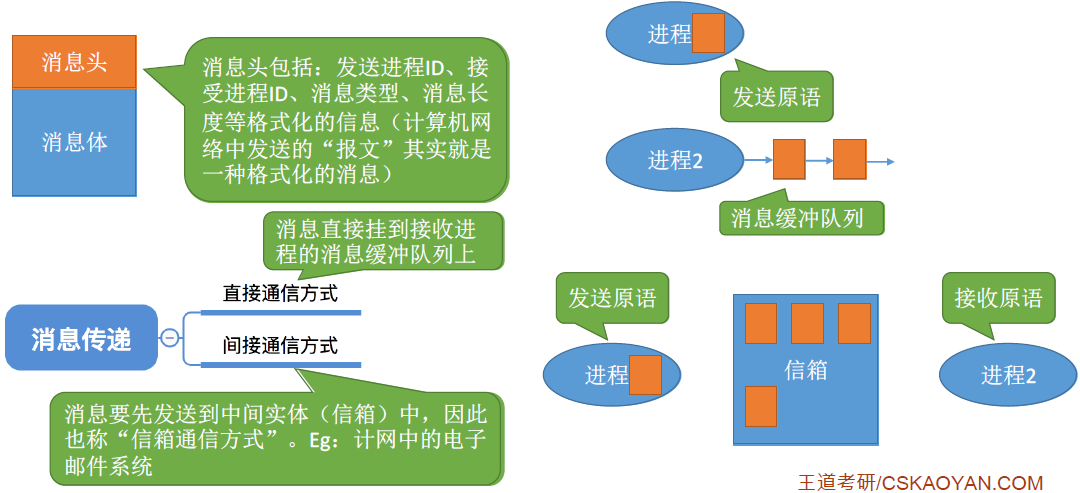 消息头
消息体
消息头包括：发送进程ID、接
受进程ID、消息类型、消息长
度等格式化的信息（计算机网
络中发送的“报文”其实就是
一种格式化的消息）
进程
发送原语
进程2
消息缓冲队列
消息直接挂到接收进
程的消息缓冲队列上
直接通信方式
消息传递
间接通信方式
消息要先发送到中间实体（信箱）中，因此
也称“信箱通信方式”。Eg：计网中的电子
邮件系统
发送原语
进程
信箱
接收原语
进程2
王道考研/CSKAOYAN.COM